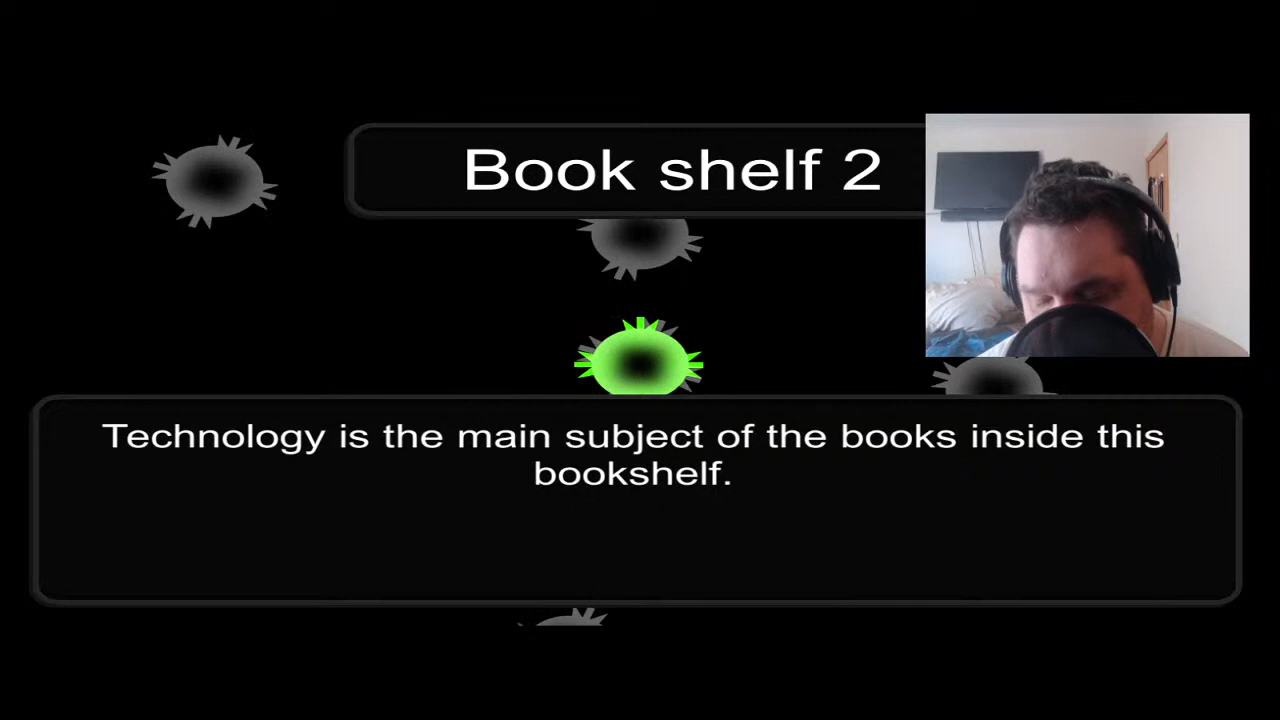 Book shelf 2
Technology is the main subject of the books inside this
bookshelf.